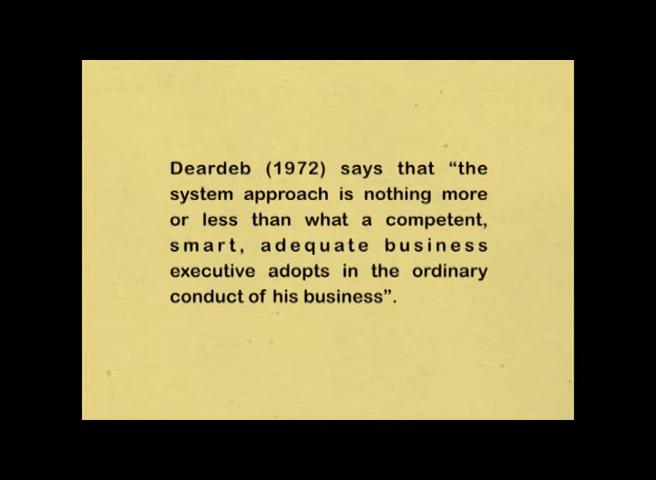 Deardeb (1972) says that “the
system approach is nothing more
or less than what a competent,
smart, adequate business
executive adopts in the ordinary
conduct of his business”.